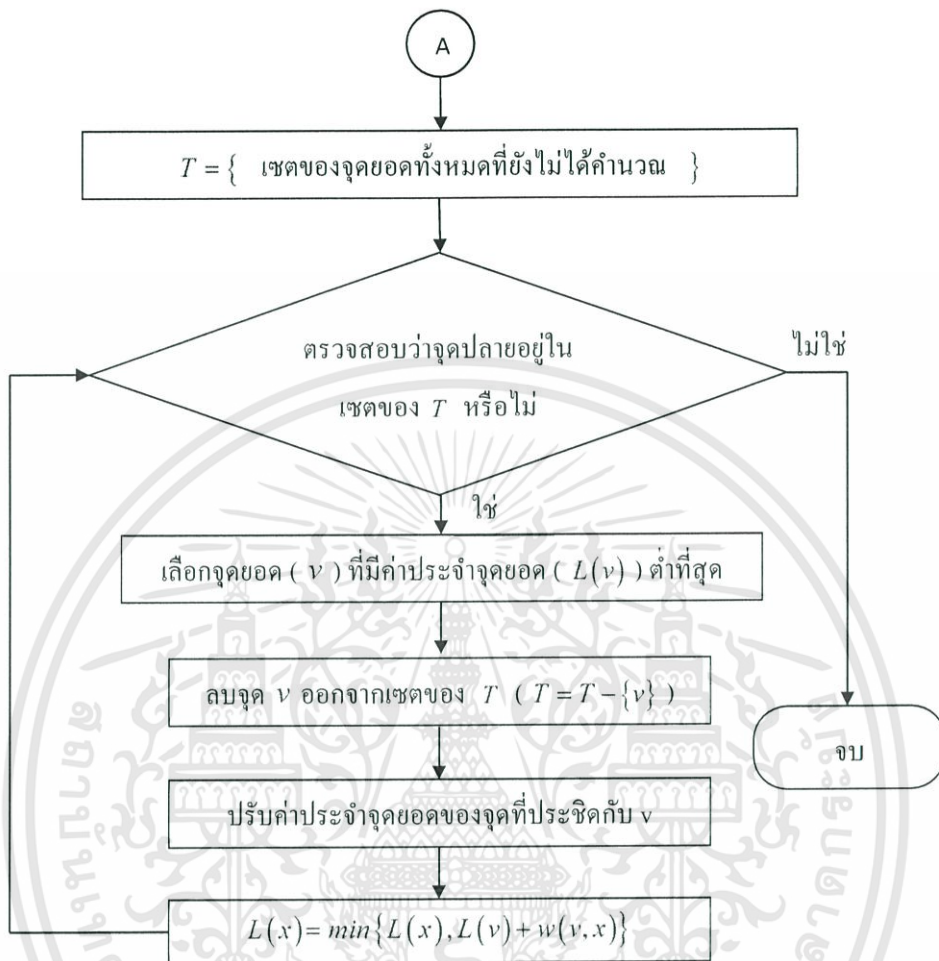 A
T = { เซตของจุดยอดทั้งหมดที่ยังไม่ได้คำนวณ }
ตรวจสอบว่าจุดปลายอยู่ใน
เซตของ T หรือไม่
ไม่ใช่
ใช่
เลือกจุดยอด ( v ) ที่มีค่าประจำจุดยอด ( L(v) ) ต่ำที่สุด
ลบจุด v ออกจากเซตของ T ( T = T - {v} )
จบ
ปรับค่าประจำจุดยอดของจุดที่ประชิดกับ v
L(x) = min{L(x), L(v) + w(v, x)}